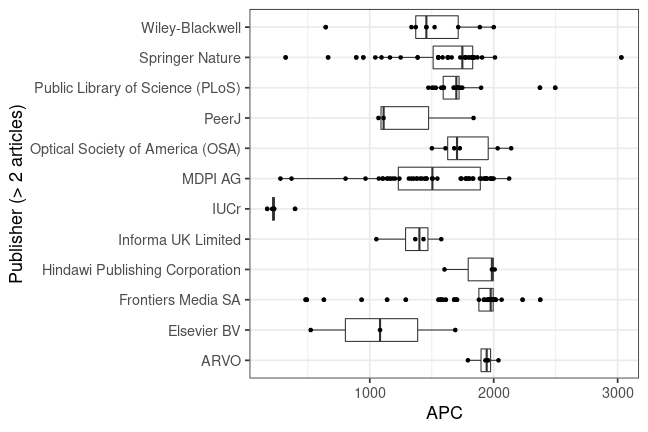 Publisher (> 2 articles)
Wiley-Blackwell
Springer Nature
Public Library of Science (PLoS)
PeerJ
Optical Society of America (OSA)
MDPI AG
IUCr
Informa UK Limited
Hindawi Publishing Corporation
Frontiers Media SA
Elsevier BV
ARVO
1000 2000 3000
APC